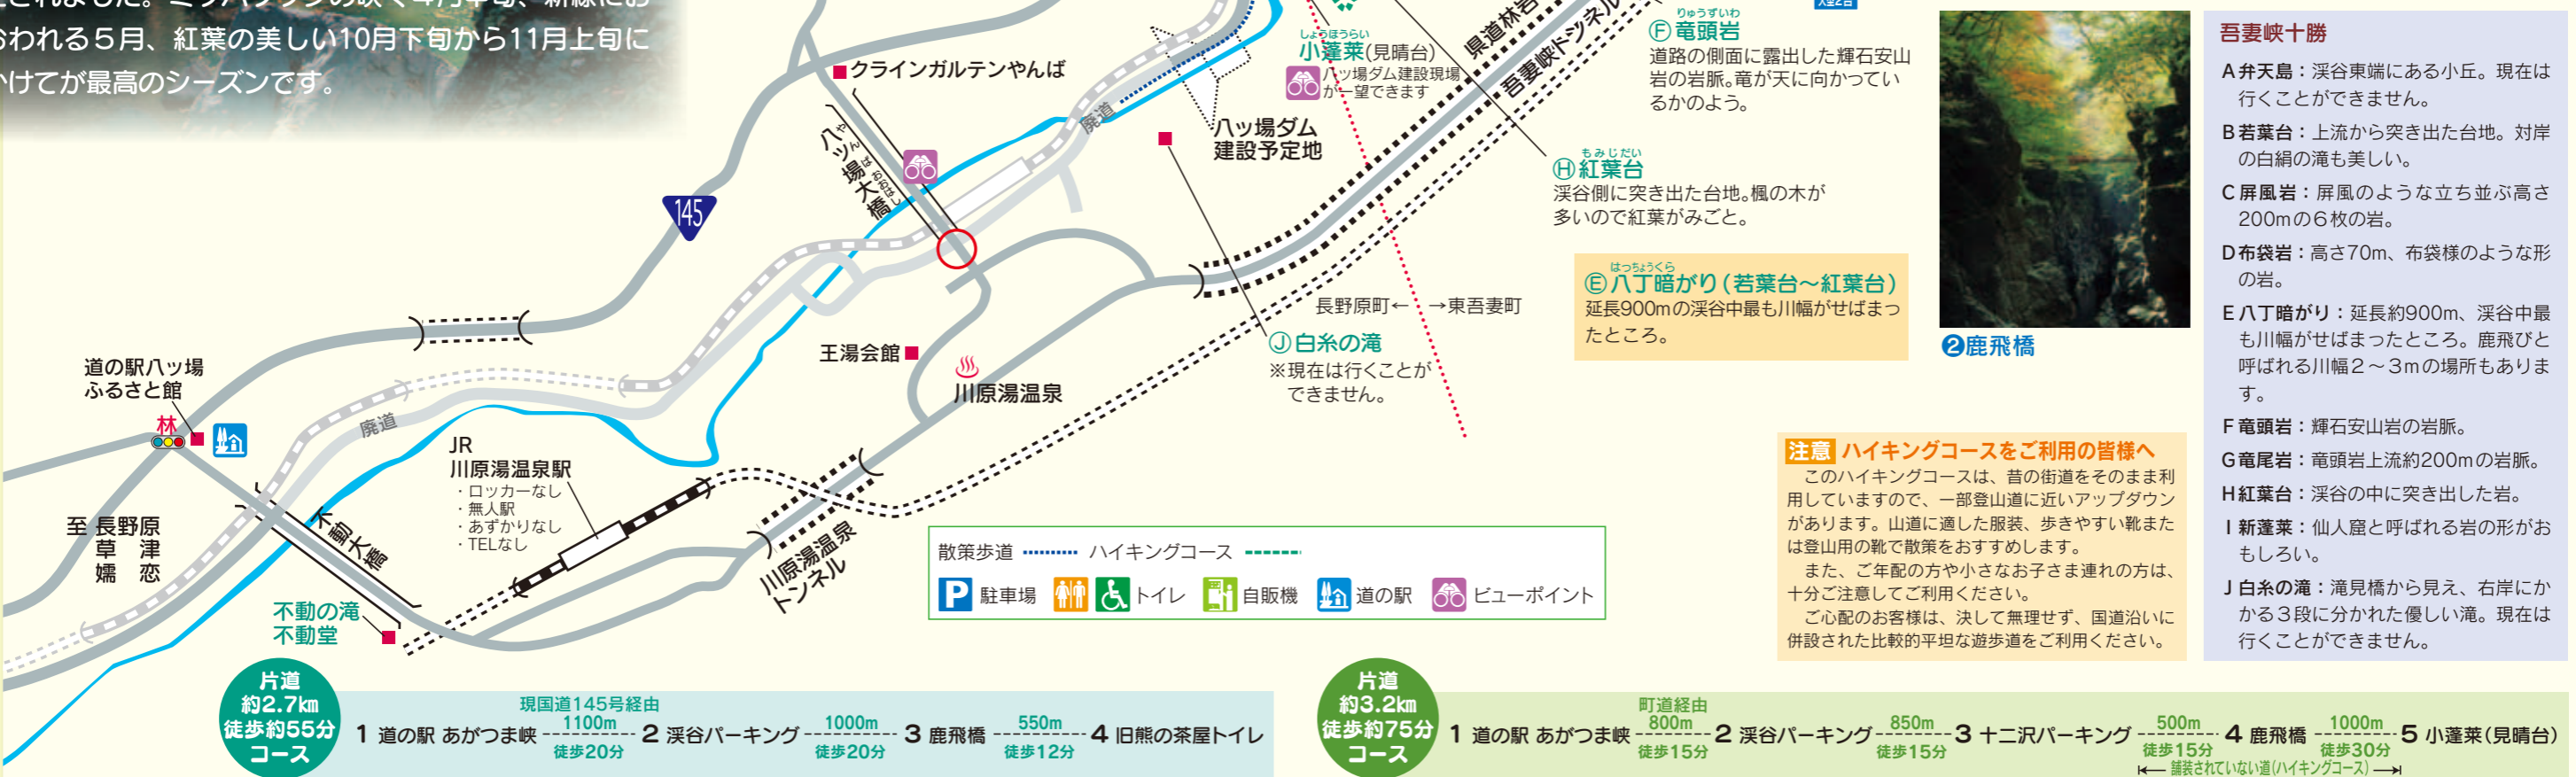 されました。ミツバツツジの咲く4月中旬、新緑にお
おわれる5月、紅葉の美しい10月下旬から11月上旬に
かけてが最高のシーズンです。
クラインガルテンやんば
やんばおおはし
八ッ場大橋
145
廃道
しょうほうらい
小蓬莱(見晴台)
八ッ場ダム建設現場
が一望できます
八ッ場ダム
建設予定地
県道林岩
吾妻峡トンネル
大型2台
りゅうずいわ
Ⓕ竜頭岩
道路の側面に露出した輝石安山
岩の岩脈。竜が天に向かってい
るかのよう。
もみじだい
Ⓗ紅葉台
渓谷側に突き出た台地。楓の木が
多いので紅葉がみごと。
はっちょうくら
Ⓔ八丁暗がり(若葉台～紅葉台)
延長900mの渓谷中最も川幅がせばまっ
たところ。
長野原町← →東吾妻町
Ⓙ白糸の滝
※現在は行くことが
できません。
王湯会館
川原湯温泉
道の駅八ッ場
ふるさと館
林
廃道
JR
川原湯温泉駅
・ロッカーなし
・無人駅
・あずかりなし
・TELなし
至 長野原
草津
嬬恋
不動大橋
不動の滝
不動堂
川原湯温泉
トンネル
散策歩道 ハイキングコース
P 駐車場 トイレ 自販機 道の駅 ビューポイント
❷鹿飛橋
注意 ハイキングコースをご利用の皆様へ
このハイキングコースは、昔の街道をそのまま利
用していますので、一部登山道に近いアップダウン
があります。山道に適した服装、歩きやすい靴また
は登山用の靴で散策をおすすめします。
また、ご年配の方や小さなお子さま連れの方は、
十分ご注意してご利用ください。
ご心配のお客様は、決して無理せず、国道沿いに
併設された比較的平坦な遊歩道をご利用ください。
吾妻峡十勝
A 弁天島：渓谷東端にある小丘。現在は
行くことができません。
B 若葉台：上流から突き出た台地。対岸
の白絹の滝も美しい。
C 屏風岩：屏風のような立ち並ぶ高さ
200mの6枚の岩。
D 布袋岩：高さ70m、布袋様のような形
の岩。
E 八丁暗がり：延長約900m、渓谷中最
も川幅がせばまったところ。鹿飛びと
呼ばれる川幅2～3mの場所もありま
す。
F 竜頭岩：輝石安山岩の岩脈。
G 竜尾岩：竜頭岩上流約200mの岩脈。
H 紅葉台：渓谷の中に突き出した岩。
I 新蓬莱：仙人窟と呼ばれる岩の形がお
もしろい。
J 白糸の滝：滝見橋から見え、右岸にか
かる3段に分かれた優しい滝。現在は
行くことができません。
片道
約2.7km
徒歩約55分
コース
現国道145号経由
1 道の駅 あがつま峡 1100m 徒歩20分 2 渓谷パーキング 1000m 徒歩20分 3 鹿飛橋 550m 徒歩12分 4 旧熊の茶屋トイレ
片道
約3.2km
徒歩約75分
コース
町道経由
1 道の駅 あがつま峡 800m 徒歩15分 2 渓谷パーキング 850m 徒歩15分 3 十二沢パーキング 500m 徒歩15分 4 鹿飛橋 1000m 徒歩30分 5 小蓬莱(見晴台)
舗装されていない道(ハイキングコース)